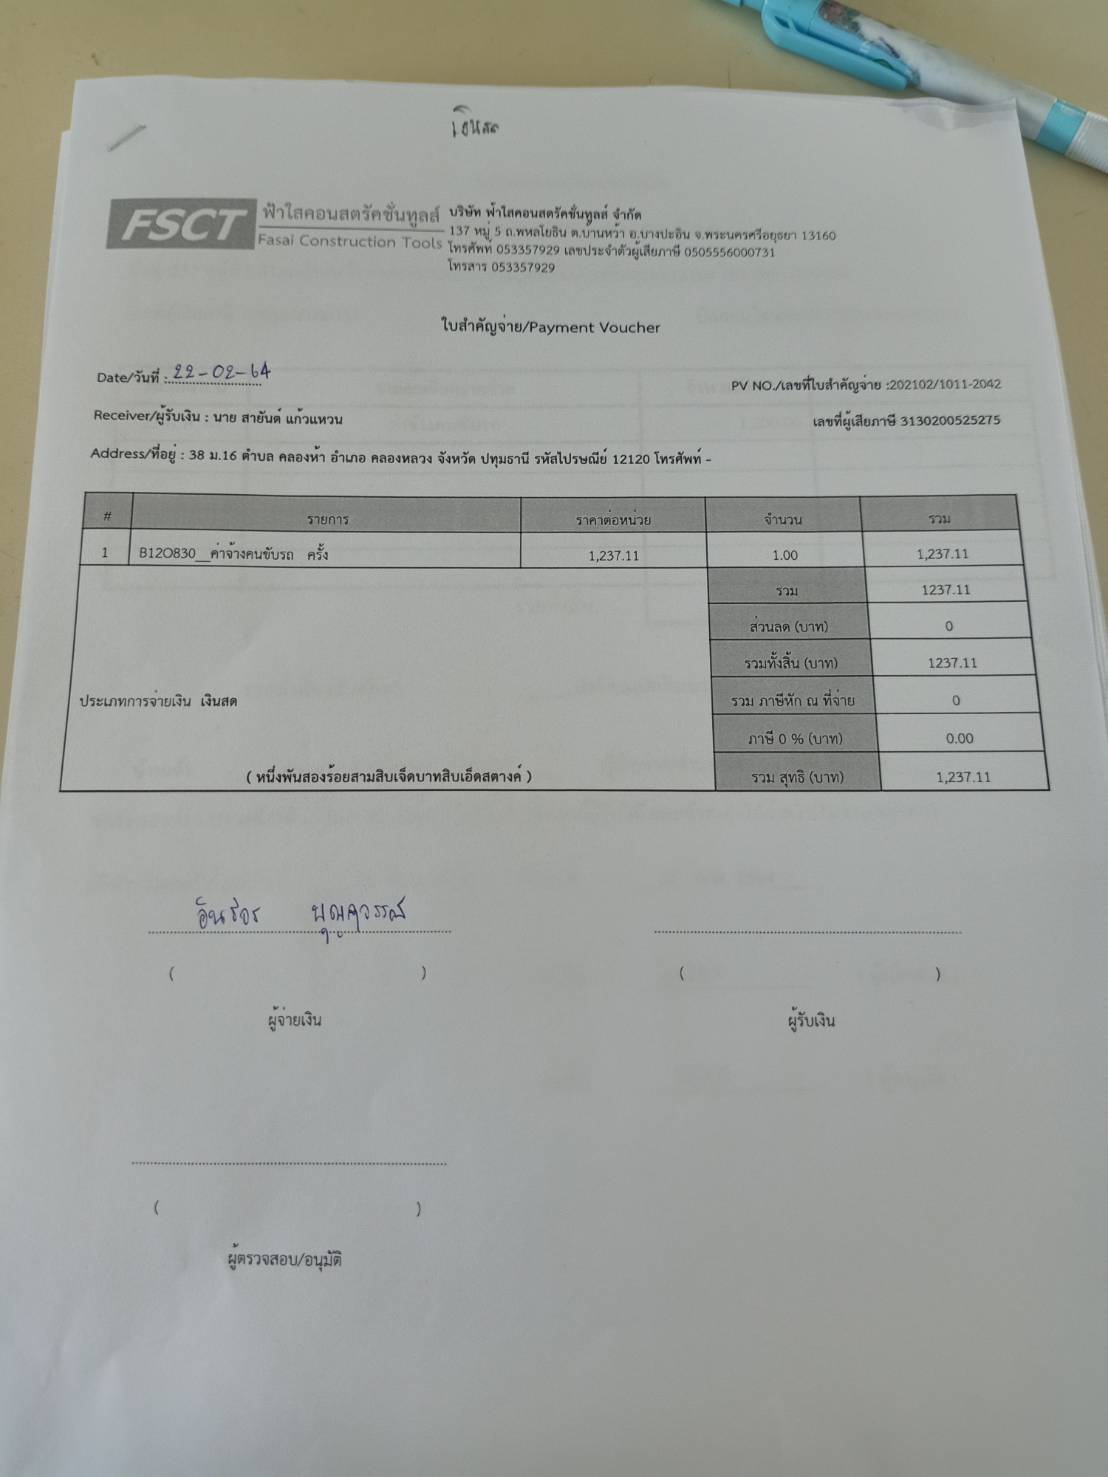 เงินสด
FSCT ฟ้าใสคอนสตรัคชั่นทูลส์
Fasai Construction Tools
บริษัท ฟ้าใสคอนสตรัคชั่นทูลส์ จำกัด
137 หมู่ 5 ถ.พหลโยธิน ต.บ้านหว้า อ.บางปะอิน จ.พระนครศรีอยุธยา 13160
โทรศัพท์ 053357929 เลขประจำตัวผู้เสียภาษี 0505556000731
โทรสาร 053357929
ใบสำคัญจ่าย/Payment Voucher
Date/วันที่ : 22-02-64
PV NO./เลขที่ใบสำคัญจ่าย :202102/1011-2042
Receiver/ผู้รับเงิน : นาย สายันต์ แก้วแหวน
เลขที่ผู้เสียภาษี 3130200525275
Address/ที่อยู่ : 38 ม.16 ตำบล คลองห้า อำเภอ คลองหลวง จังหวัด ปทุมธานี รหัสไปรษณีย์ 12120 โทรศัพท์ -
# รายการ ราคาต่อหน่วย จำนวน รวม
1 B12O830__ค่าจ้างคนขับรถ ครั้ง 1,237.11 1.00 1,237.11
รวม 1237.11
ส่วนลด (บาท) 0
รวมทั้งสิ้น (บาท) 1237.11
ประเภทการจ่ายเงิน เงินสด
รวม ภาษีหัก ณ ที่จ่าย 0
ภาษี 0 % (บาท) 0.00
( หนึ่งพันสองร้อยสามสิบเจ็ดบาทสิบเอ็ดสตางค์ )
รวม สุทธิ (บาท) 1,237.11
( ) ( )
ผู้จ่ายเงิน ผู้รับเงิน
( )
ผู้ตรวจสอบ/อนุมัติ